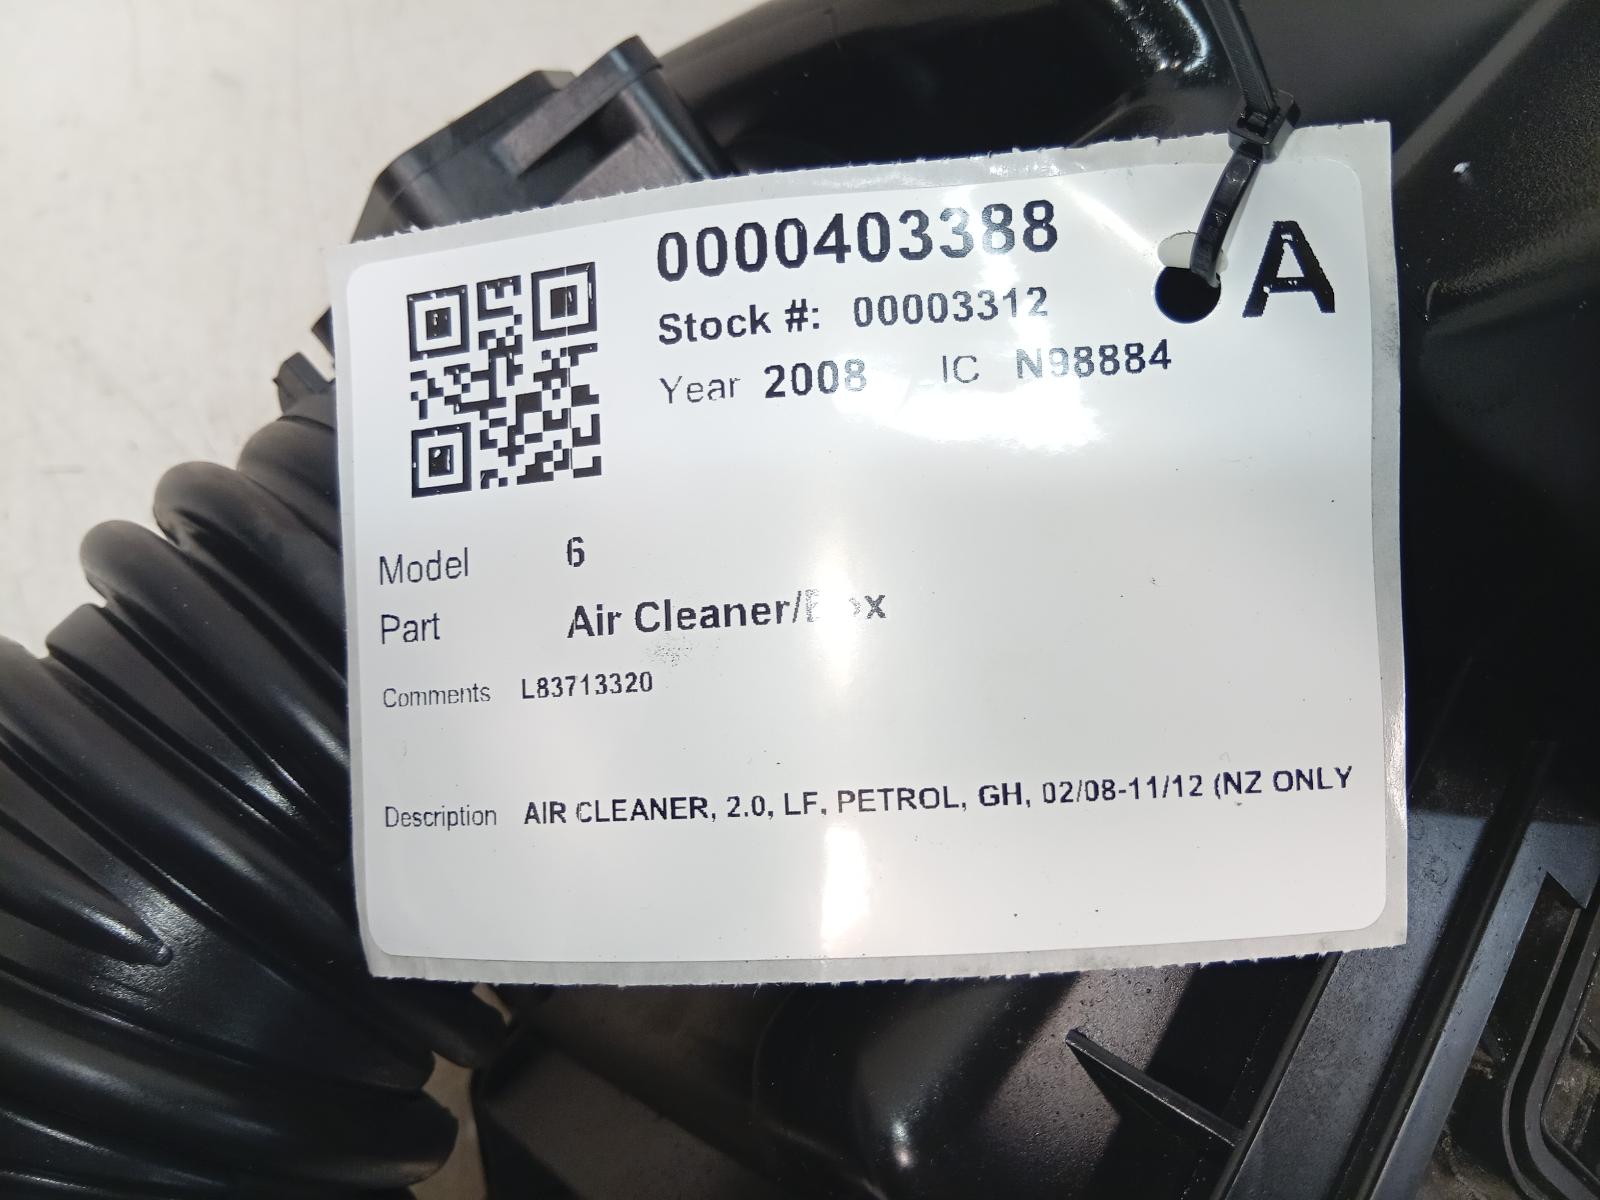 0000403388
A
Stock #: 00003312
Year 2008 IC N98884
Model 6
Part Air Cleaner/Box
Comments L83713320
Description AIR CLEANER, 2.0, LF, PETROL, GH, 02/08-11/12 (NZ ONLY